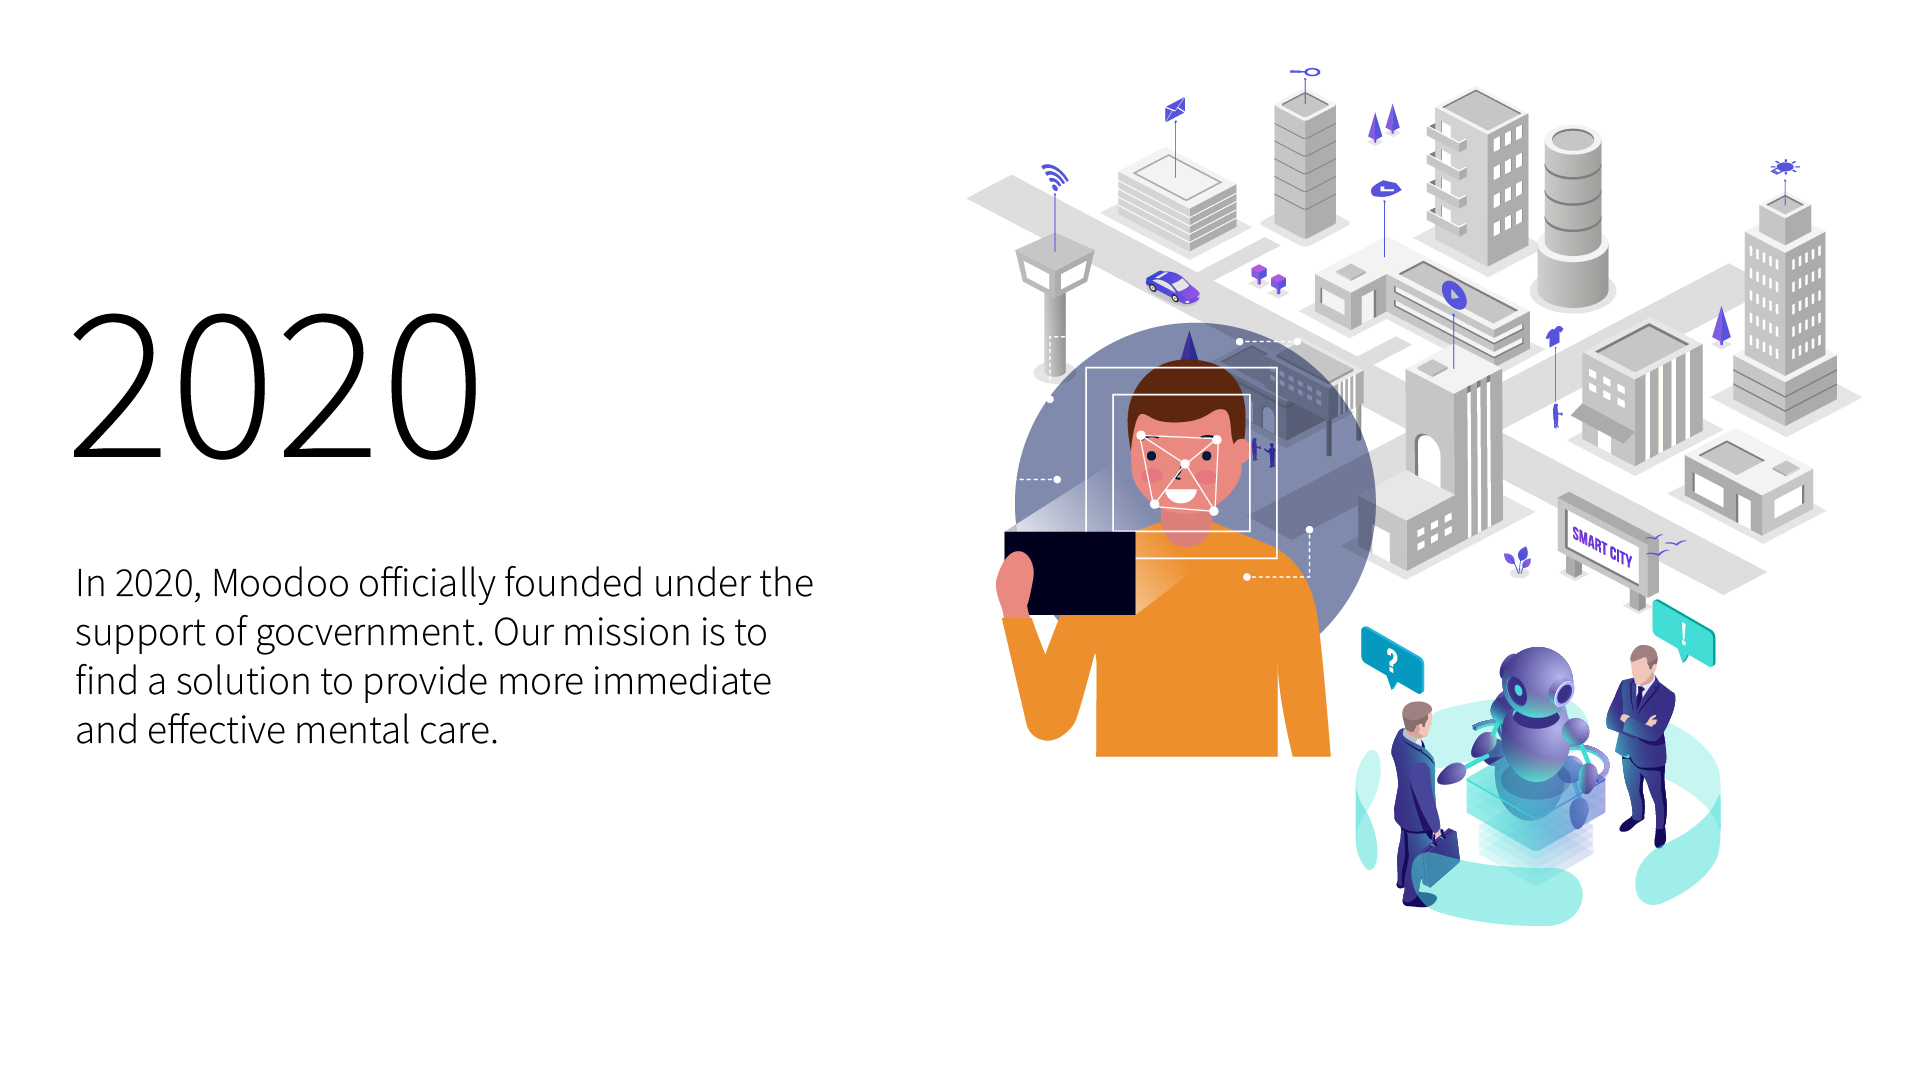 2020
In 2020, Moodoo officially founded under the
support of gocvernment. Our mission is to
find a solution to provide more immediate
and effective mental care.
SMART CITY
?
!